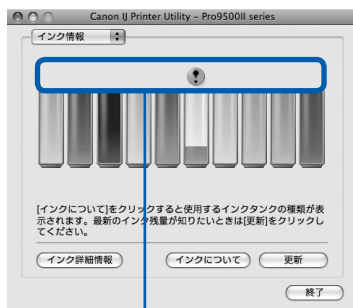 Canon IJ Printer Utility – Pro9500II series
インク情報
[インクについて]をクリックすると使用するインクタンクの種類が表
示されます。最新のインク残量が知りたいときは[更新]をクリックし
てください。
インク詳細情報
インクについて
更新
終了